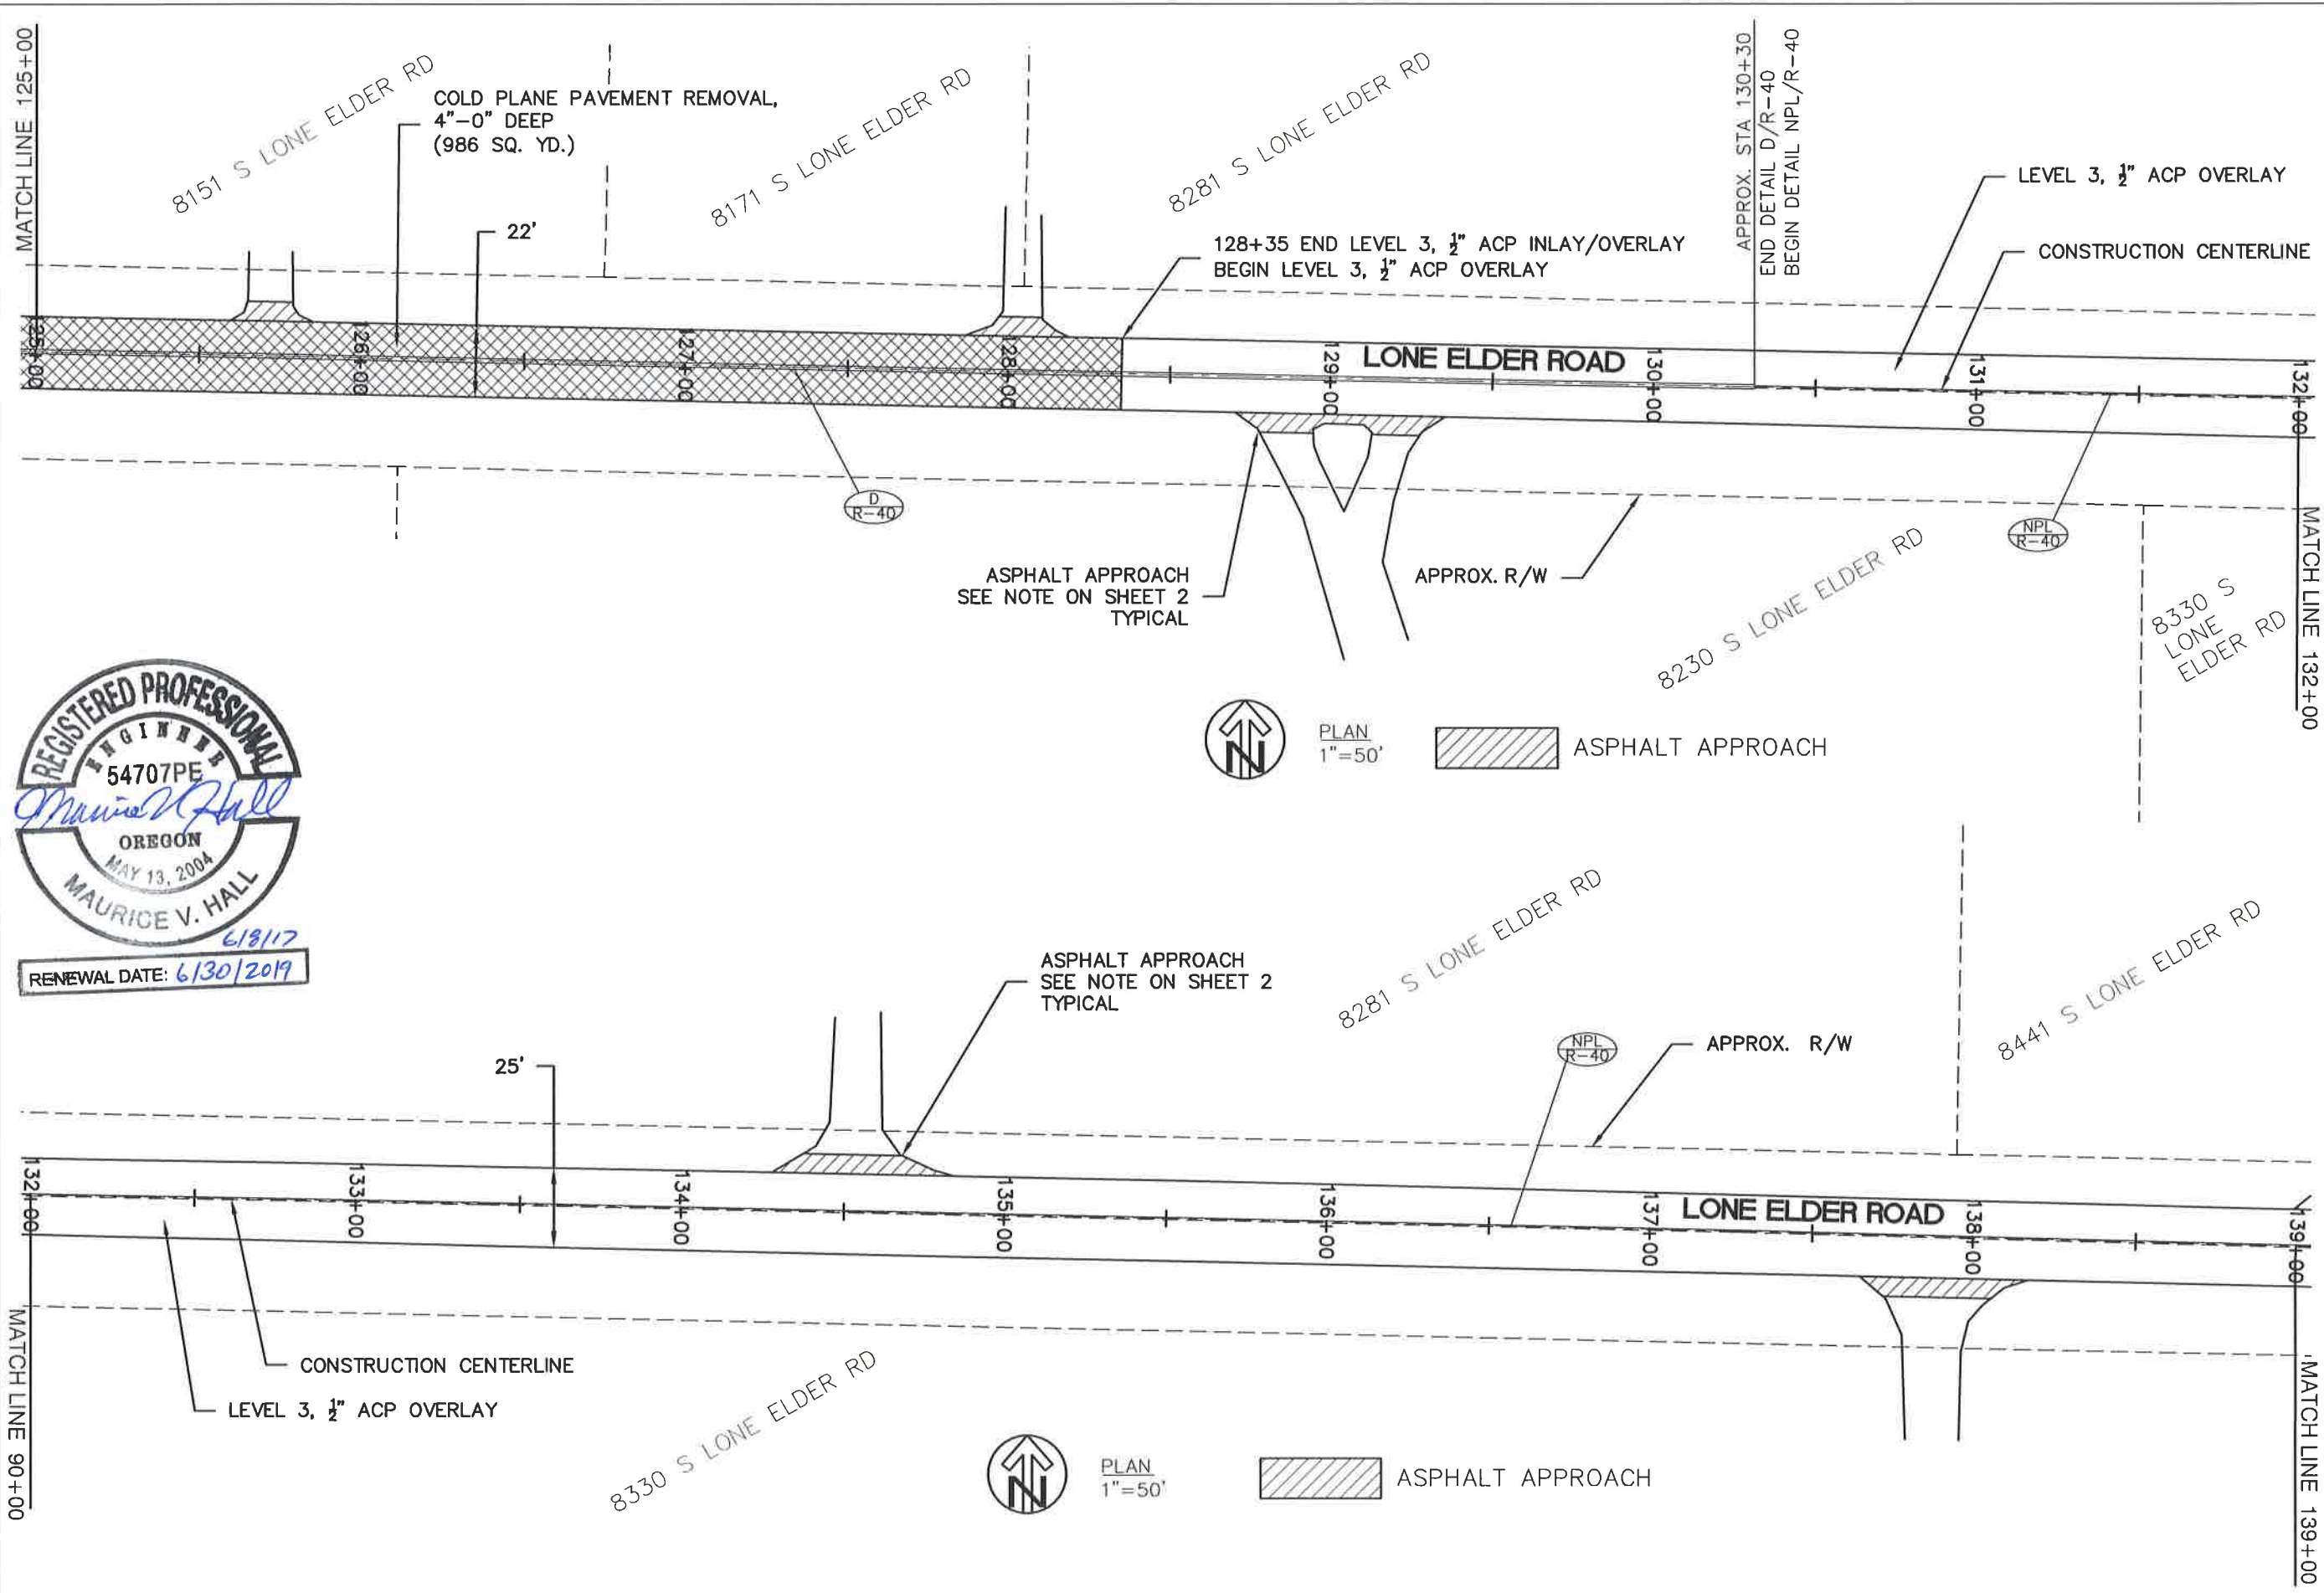 MATCH LINE 125+00
8151 S LONE ELDER RD
COLD PLANE PAVEMENT REMOVAL,
4"-0" DEEP
(986 SQ. YD.)
8171 S LONE ELDER RD
8281 S LONE ELDER RD
APPROX. STA 130+30
END DETAIL D/R-40
BEGIN DETAIL NPL/R-40
LEVEL 3, ½" ACP OVERLAY
22'
128+35 END LEVEL 3, ½" ACP INLAY/OVERLAY
BEGIN LEVEL 3, ½" ACP OVERLAY
CONSTRUCTION CENTERLINE
125+00
126+00
127+00
128+00
129+00
LONE ELDER ROAD
130+00
131+00
132+00
D
R-40
NPL
R-40
ASPHALT APPROACH
SEE NOTE ON SHEET 2
TYPICAL
APPROX. R/W
8230 S LONE ELDER RD
8330 S
LONE
ELDER RD
MATCH LINE 132+00
PLAN
1"=50'
N
ASPHALT APPROACH
REGISTERED PROFESSIONAL
ENGINEER
54707PE
Maurice V Hall
OREGON
MAY 13, 2004
MAURICE V. HALL
6/8/17
RENEWAL DATE: 6/30/2019
ASPHALT APPROACH
SEE NOTE ON SHEET 2
TYPICAL
8281 S LONE ELDER RD
NPL
R-40
APPROX. R/W
8441 S LONE ELDER RD
25'
132+00
133+00
134+00
135+00
136+00
137+00
LONE ELDER ROAD
138+00
139+00
MATCH LINE 90+00
CONSTRUCTION CENTERLINE
LEVEL 3, ½" ACP OVERLAY
8330 S LONE ELDER RD
N
PLAN
1"=50'
ASPHALT APPROACH
MATCH LINE 139+00